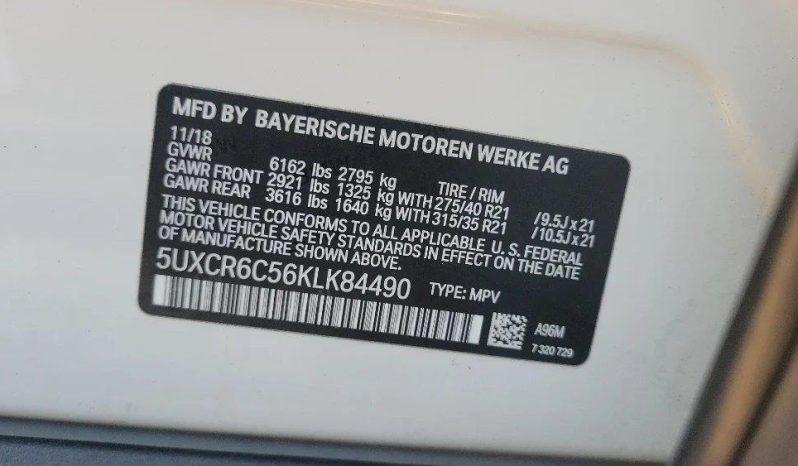 MFD BY BAYERISCHE MOTOREN WERKE AG
11/18
GVWR 6162 lbs 2795 kg TIRE / RIM
GAWR FRONT 2921 lbs 1325 kg WITH 275/40 R21 /9.5J x 21
GAWR REAR 3616 lbs 1640 kg WITH 315/35 R21 /10.5J x 21
THIS VEHICLE CONFORMS TO ALL APPLICABLE U. S. FEDERAL
MOTOR VEHICLE SAFETY STANDARDS IN EFFECT ON THE DATE
OF MANUFACTURE SHOWN ABOVE.
5UXCR6C56KLK84490 TYPE: MPV
A96M
7 320 729